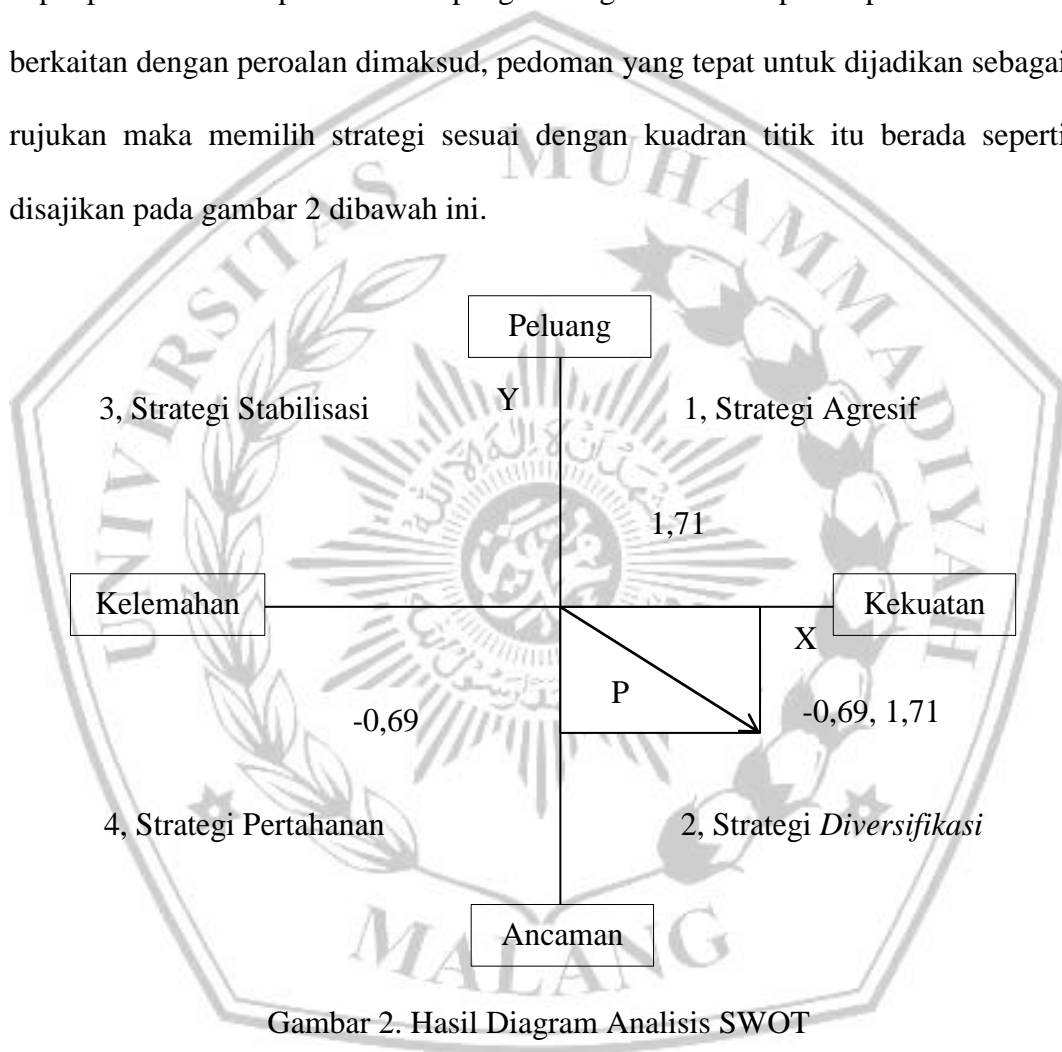 berkaitan dengan peroalan dimaksud, pedoman yang tepat untuk dijadikan sebagai
rujukan maka memilih strategi sesuai dengan kuadran titik itu berada seperti
disajikan pada gambar 2 dibawah ini.
UNIVERSITAS MUHAMMADIYAH
Peluang
3, Strategi Stabilisasi
Y
1, Strategi Agresif
1,71
Kelemahan
Kekuatan
X
P
-0,69
-0,69, 1,71
4, Strategi Pertahanan
2, Strategi Diversifikasi
Ancaman
MALANG
Gambar 2. Hasil Diagram Analisis SWOT